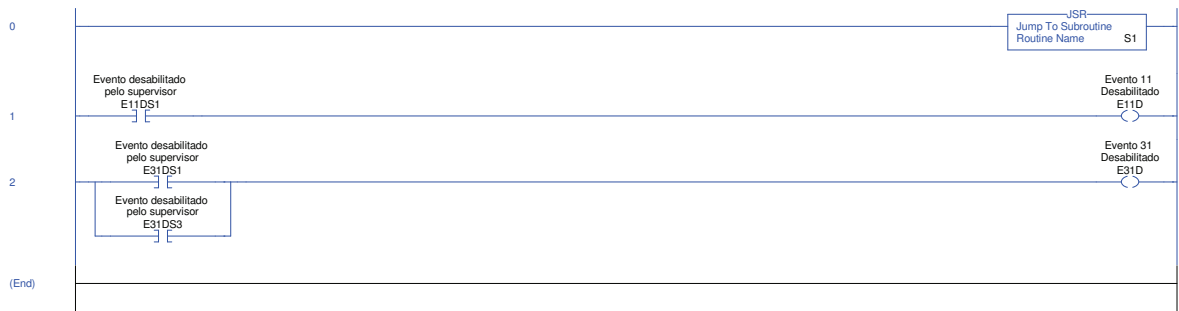 0
JSR
Jump To Subroutine
Routine Name S1
Evento desabilitado
pelo supervisor
E11DS1
Evento 11
Desabilitado
E11D
1
Evento desabilitado
pelo supervisor
E31DS1
Evento 31
Desabilitado
E31D
2
Evento desabilitado
pelo supervisor
E31DS3
(End)